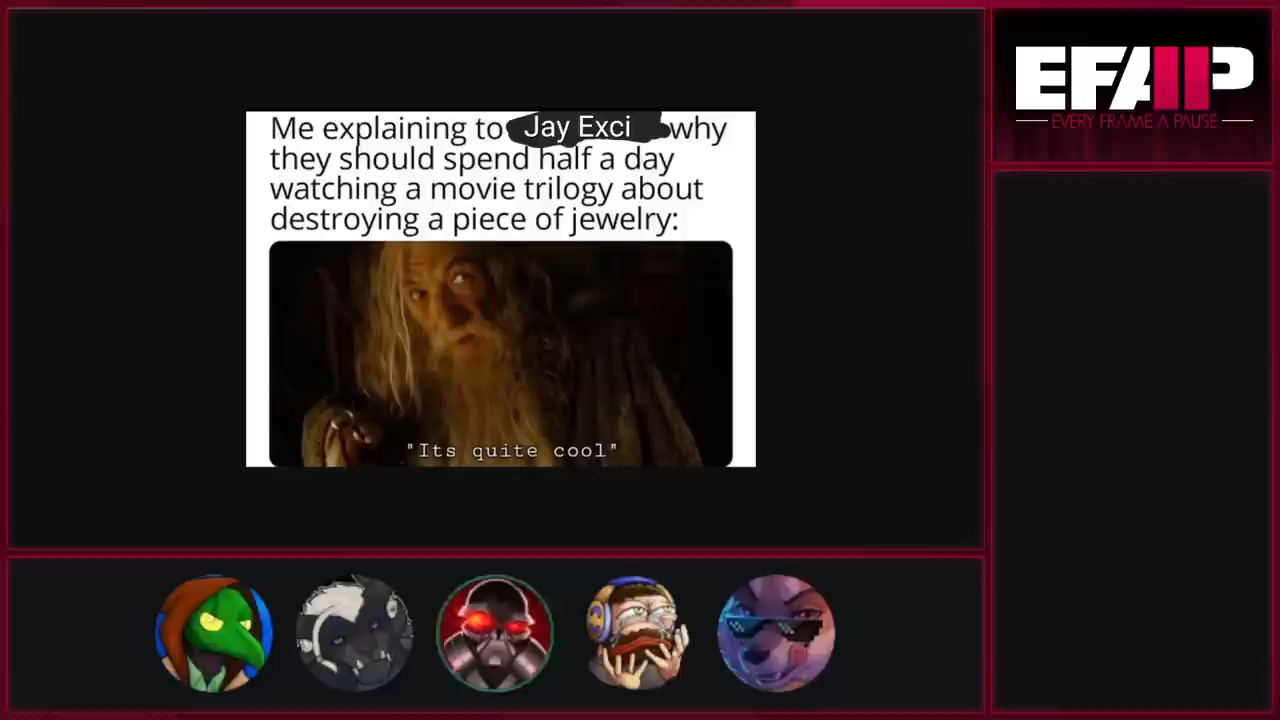 Me explaining to Jay Exci why
they should spend half a day
watching a movie trilogy about
destroying a piece of jewelry:
"Its quite cool"
EFAP
EVERY FRAME A PAUSE